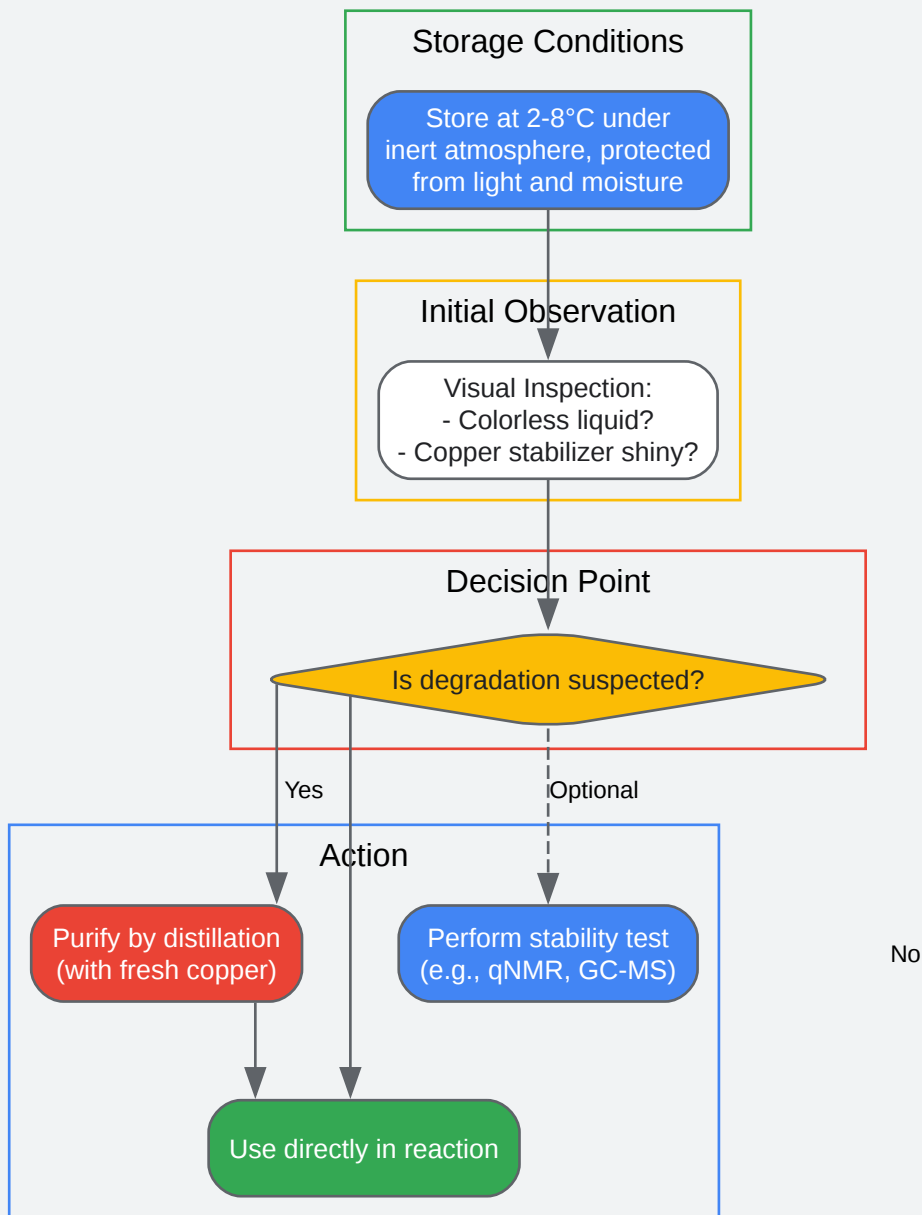 Storage Conditions
Store at 2-8°C under
inert atmosphere, protected
from light and moisture
Initial Observation
Visual Inspection:
- Colorless liquid?
- Copper stabilizer shiny?
Decision Point
Is degradation suspected?
Yes
Optional
Action
Purify by distillation
(with fresh copper)
Perform stability test
(e.g., qNMR, GC-MS)
No
Use directly in reaction